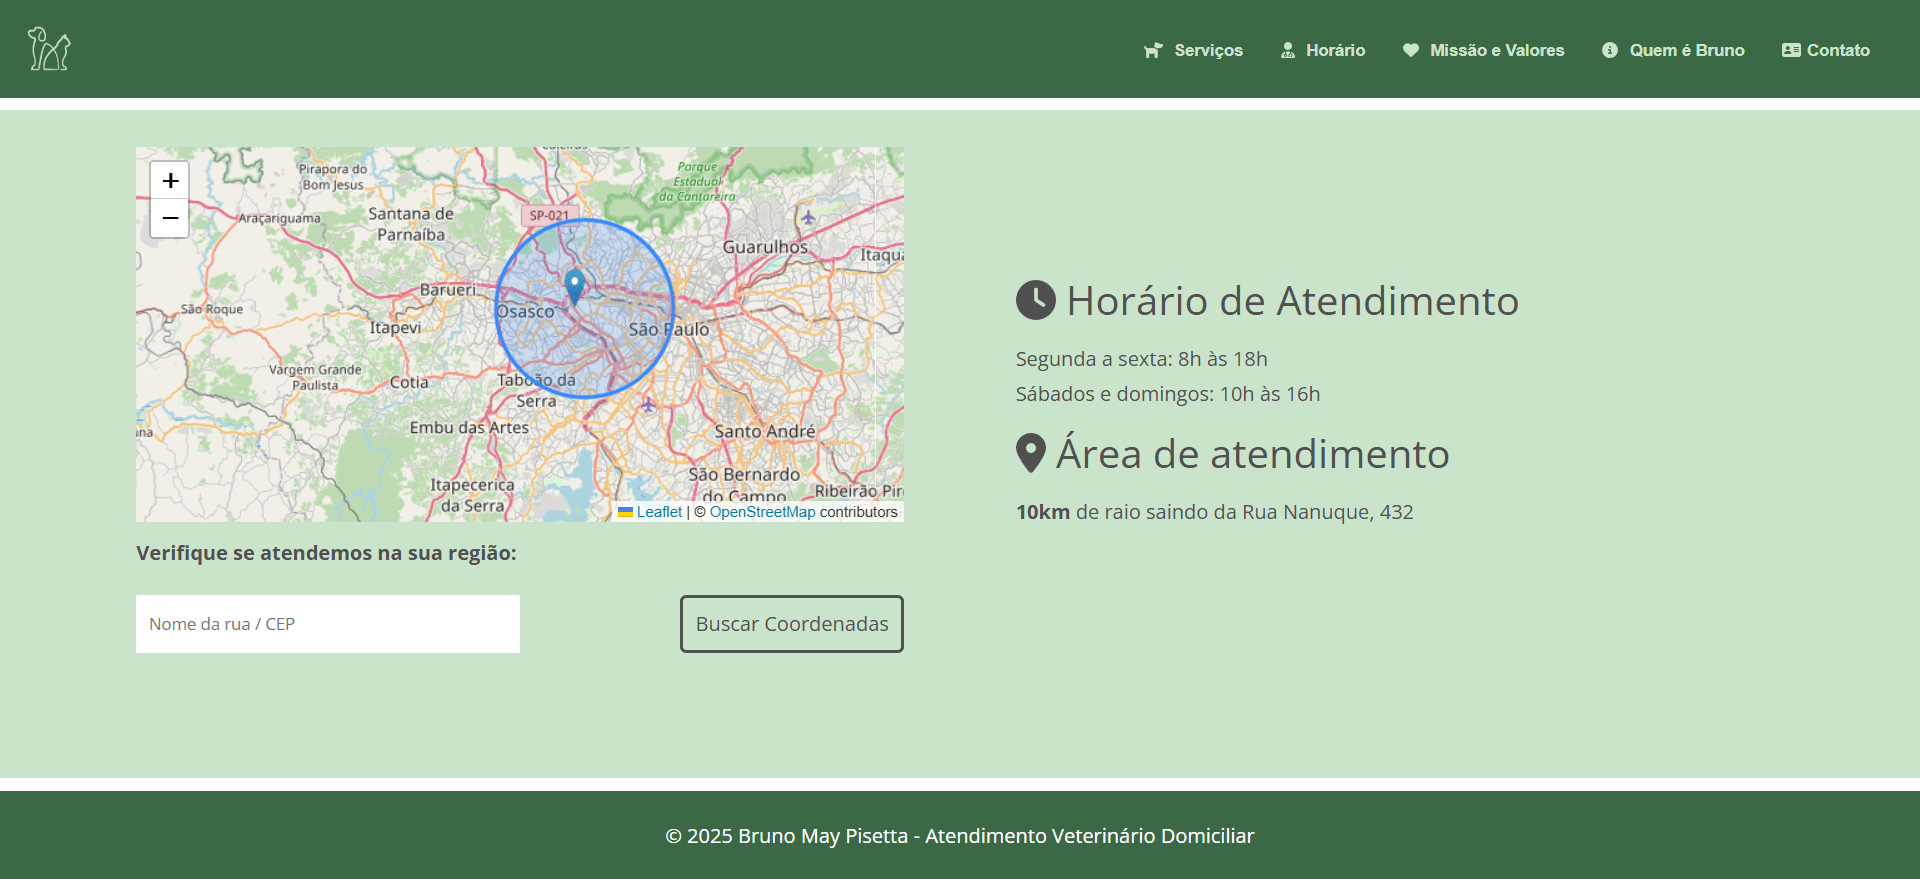 Serviços
Horário
Missão e Valores
Quem é Bruno
Contato
+
−
Pirapora do
Bom Jesus
Parque
Estadual
da Cantareira
Araçariguama
Santana de
Parnaíba
SP-021
Guarulhos
Barueri
São Roque
Osasco
Itapevi
São Paulo
Vargem Grande
Paulista
Cotia
Taboão da
Serra
Embu das Artes
Santo André
São Bernardo
do Campo
Itapecerica
da Serra
Leaflet | © OpenStreetMap contributors
Verifique se atendemos na sua região:
Nome da rua / CEP
Buscar Coordenadas
Horário de Atendimento
Segunda a sexta: 8h às 18h
Sábados e domingos: 10h às 16h
Área de atendimento
10km de raio saindo da Rua Nanuque, 432
© 2025 Bruno May Pisetta - Atendimento Veterinário Domiciliar